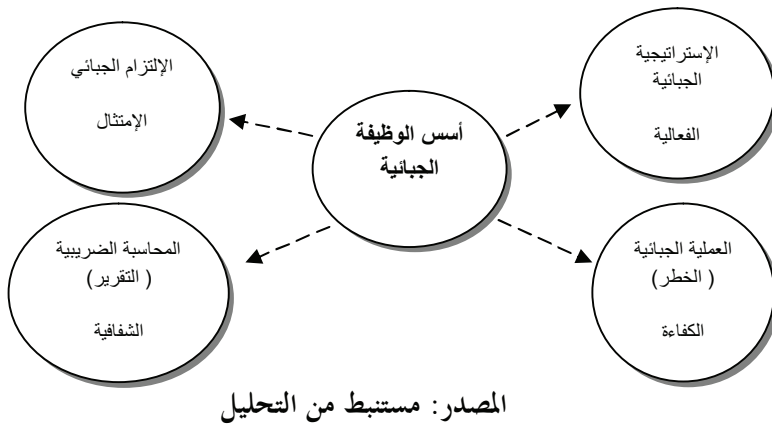 الإستراتيجية
الجبائية
الفعالية
الإلتزام الجبائي
الإمتثال
أسس الوظيفة
الجبائية
العملية الجبائية
( الخطر)
الكفاءة
المحاسبة الضريبية
( التقرير)
الشفافية
المصدر: مستنبط من التحليل